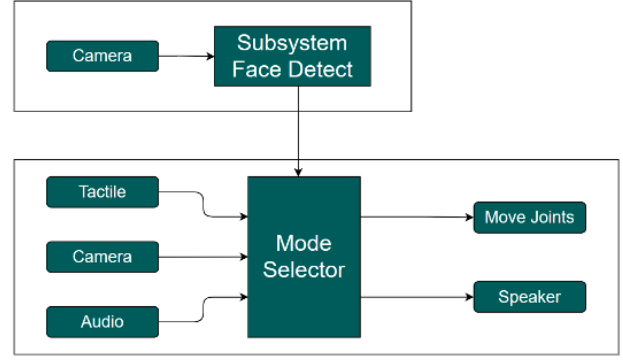 Camera
Subsystem
Face Detect
Tactile
Camera
Audio
Mode
Selector
Move Joints
Speaker